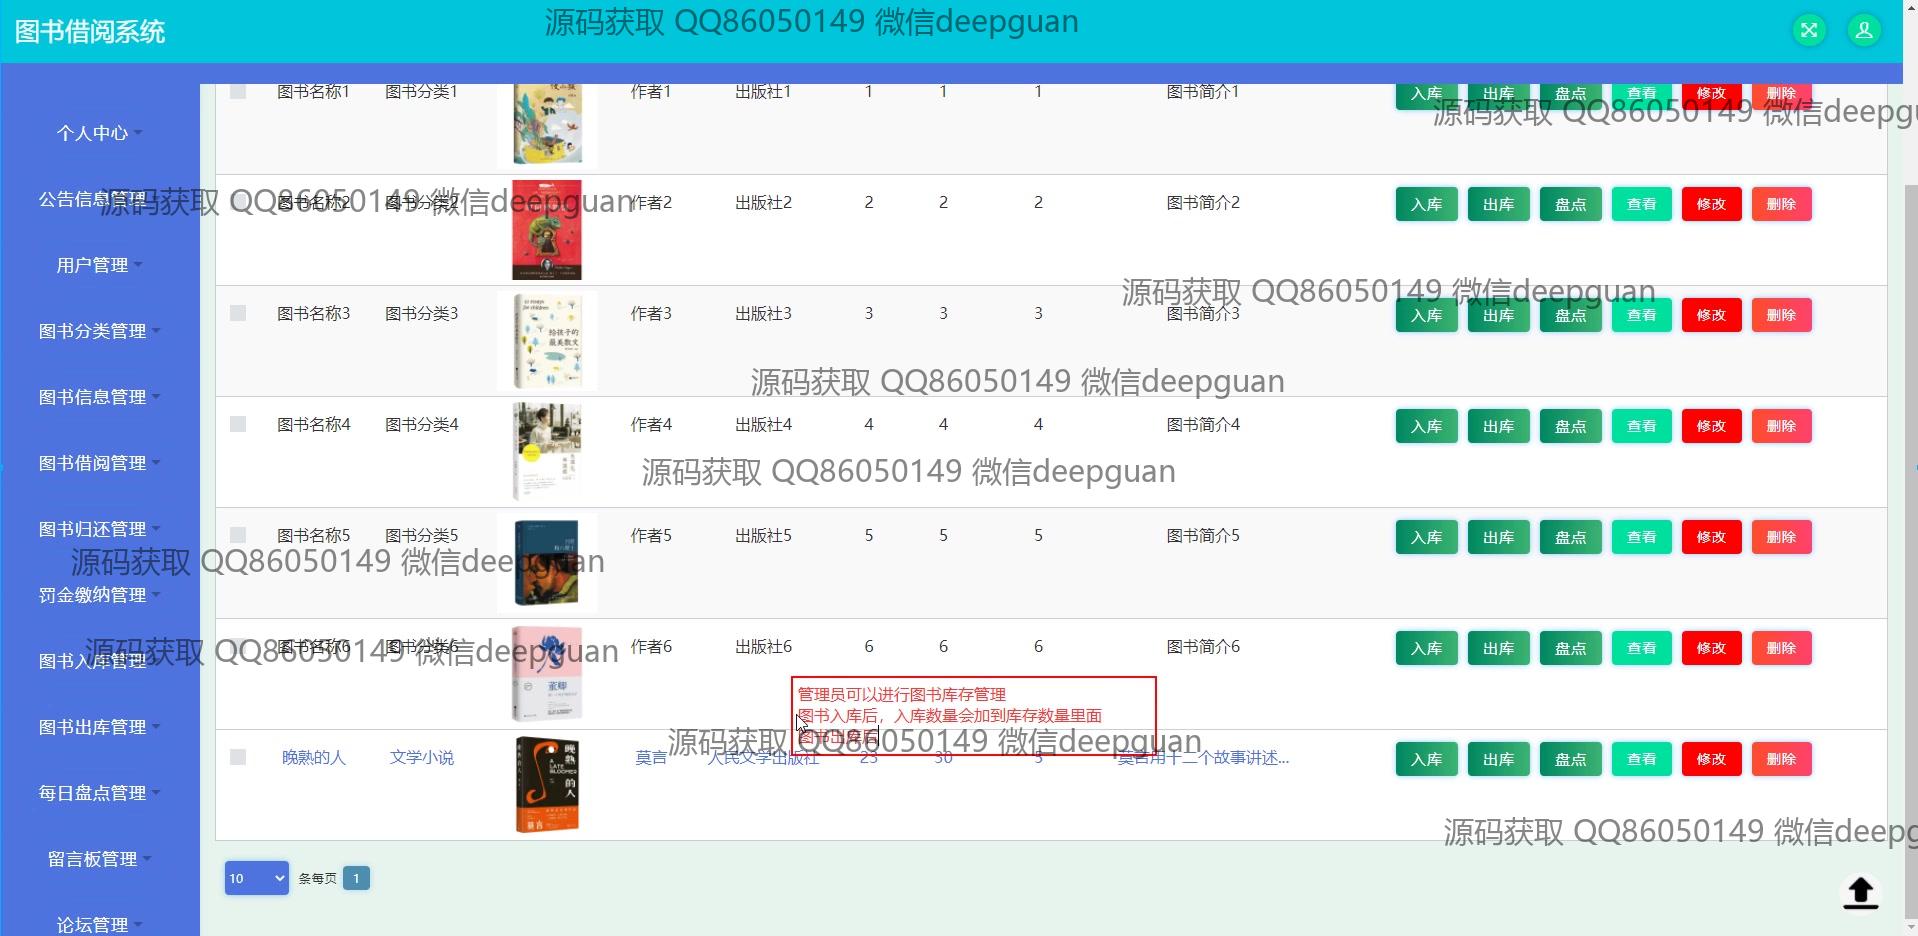 图书借阅系统
源码获取 QQ86050149 微信deepguan
图书名称1 图书分类1 作者1 出版社1 1 1 1 图书简介1 入库 出库 盘点 查看 修改 删除
源码获取 QQ86050149 微信deepgu
个人中心
公告信息管理
源码获取 QQ86050149 微信deepguan
图书名称2 图书分类2 作者2 出版社2 2 2 2 图书简介2 入库 出库 盘点 查看 修改 删除
用户管理
源码获取 QQ86050149 微信deepguan
图书名称3 图书分类3 作者3 出版社3 3 3 3 图书简介3 入库 出库 盘点 查看 修改 删除
给孩子的
最美散文
图书分类管理
源码获取 QQ86050149 微信deepguan
图书信息管理
图书名称4 图书分类4 作者4 出版社4 4 4 4 图书简介4 入库 出库 盘点 查看 修改 删除
图书借阅管理
源码获取 QQ86050149 微信deepguan
图书归还管理
图书名称5 图书分类5 作者5 出版社5 5 5 5 图书简介5 入库 出库 盘点 查看 修改 删除
源码获取 QQ86050149 微信deepguan
罚金缴纳管理
图书名称6 图书分类6 作者6 出版社6 6 6 6 图书简介6 入库 出库 盘点 查看 修改 删除
源码获取 QQ86050149 微信deepguan
图书入库管理
董卿
管理员可以进行图书库存管理
图书入库后，入库数量会加到库存数量里面
图书出库后
图书出库管理
源码获取 QQ86050149 微信deepguan
晚熟的人 文学小说 莫言 人民文学出版社 23 30 5 莫言用十二个故事讲述... 入库 出库 盘点 查看 修改 删除
晚熟的人
A LATE BLOOMER
莫言
每日盘点管理
源码获取 QQ86050149 微信deepg
留言板管理
10 条每页 1
论坛管理